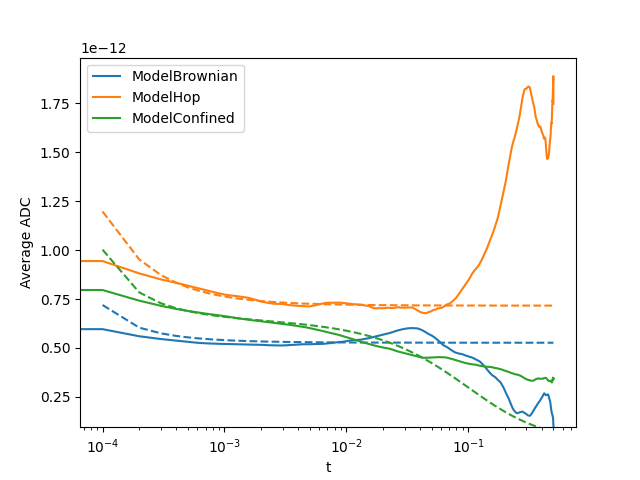 1e−12
ModelBrownian
ModelHop
ModelConfined
1.75
1.50
1.25
1.00
0.75
0.50
0.25
Average ADC
10⁻⁴
10⁻³
10⁻²
10⁻¹
t